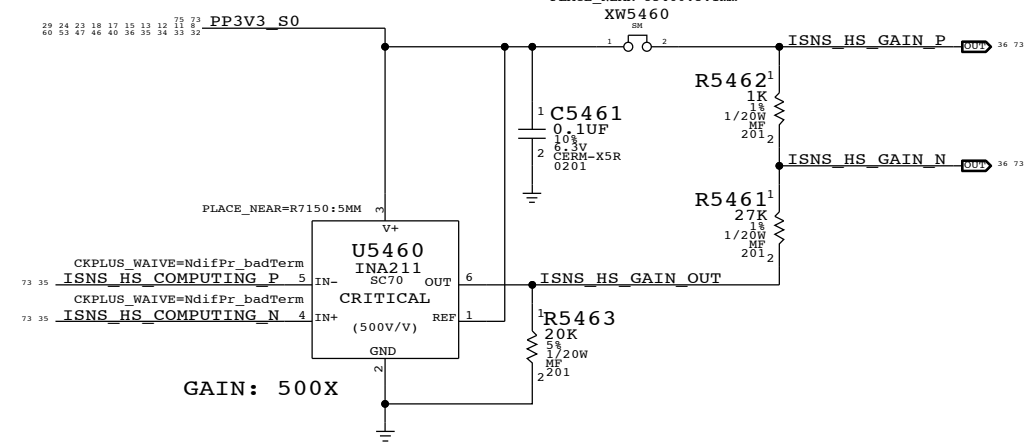 XW5460
SM
1 2
75 73
29 24 23 18 17 15 13 12 11 8
60 53 47 46 40 36 35 34 33 32
PP3V3_S0
ISNS_HS_GAIN_P
OUT
36 73
R5462
1
1K
1%
1/20W
MF
201
2
C5461
1
0.1UF
10%
6.3V
2
CERM-X5R
0201
ISNS_HS_GAIN_N
OUT
36 73
R5461
1
27K
1%
1/20W
MF
201
2
PLACE_NEAR=R7150:5MM
3
V+
U5460
INA211
SC70
CRITICAL
(500V/V)
CKPLUS_WAIVE=NdifPr_badTerm
73 35
ISNS_HS_COMPUTING_P
5
IN-
OUT
6
ISNS_HS_GAIN_OUT
CKPLUS_WAIVE=NdifPr_badTerm
73 35
ISNS_HS_COMPUTING_N
4
IN+
REF
1
GND
2
R5463
1
20K
5%
1/20W
MF
201
2
GAIN: 500X